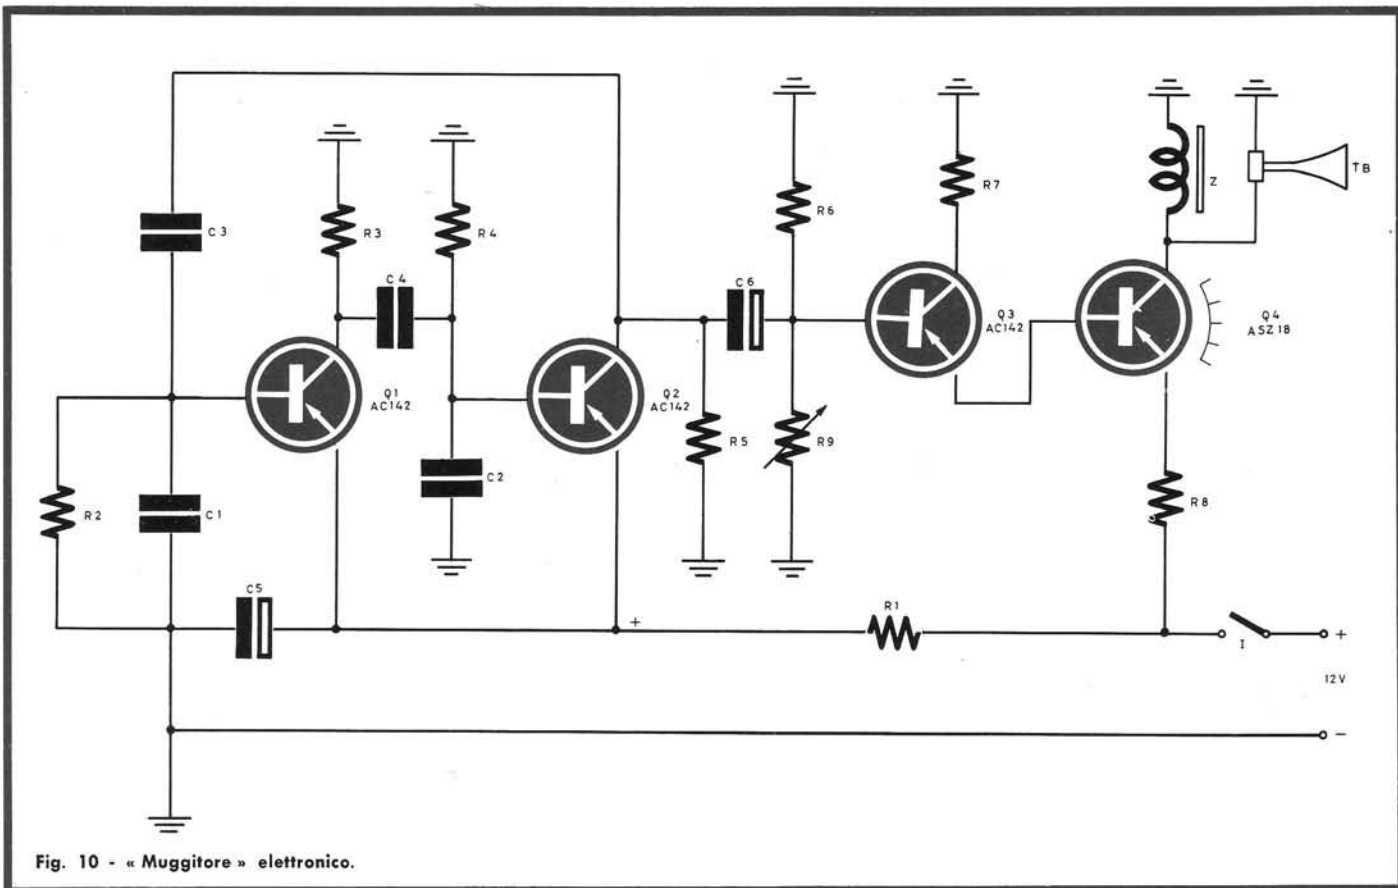 C3
R3
R4
C4
R6
R7
Z
TB
C6
Q3
AC142
Q4
ASZ18
Q1
AC142
Q2
AC142
R5
R9
R2
C1
C2
R8
C5
+
R1
I
+
12V
-
Fig. 10 - « Muggitore » elettronico.